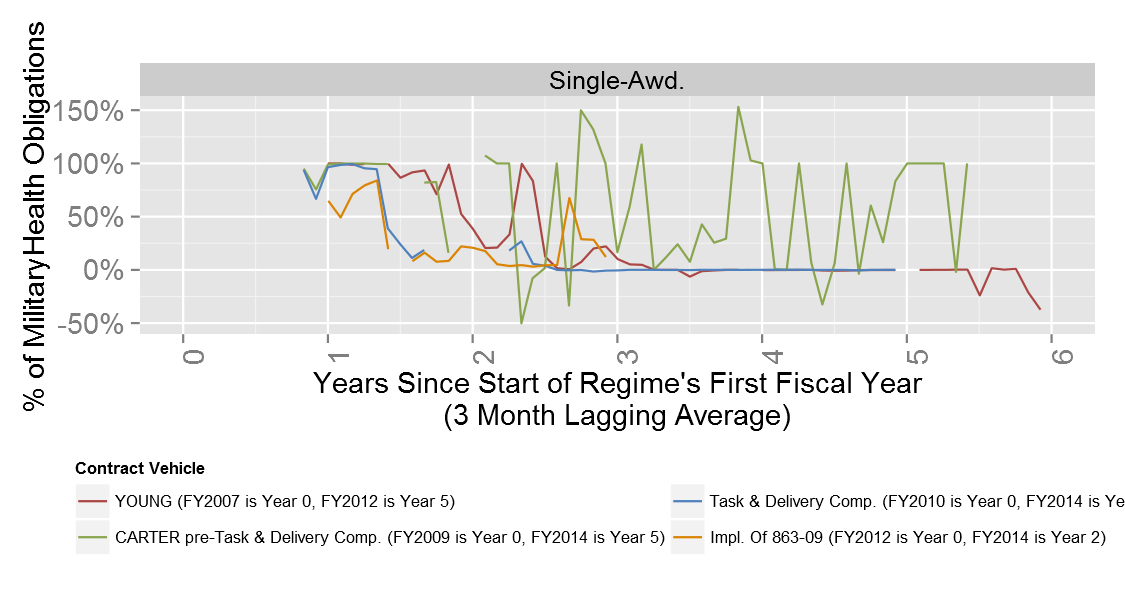 Single-Awd.
% of Military Health Obligations
150%
100%
50%
0%
-50%
0 1 2 3 4 5 6
Years Since Start of Regime's First Fiscal Year
(3 Month Lagging Average)
Contract Vehicle
YOUNG (FY2007 is Year 0, FY2012 is Year 5)
Task & Delivery Comp. (FY2010 is Year 0, FY2014 is Ye
CARTER pre-Task & Delivery Comp. (FY2009 is Year 0, FY2014 is Year 5)
Impl. Of 863-09 (FY2012 is Year 0, FY2014 is Year 2)